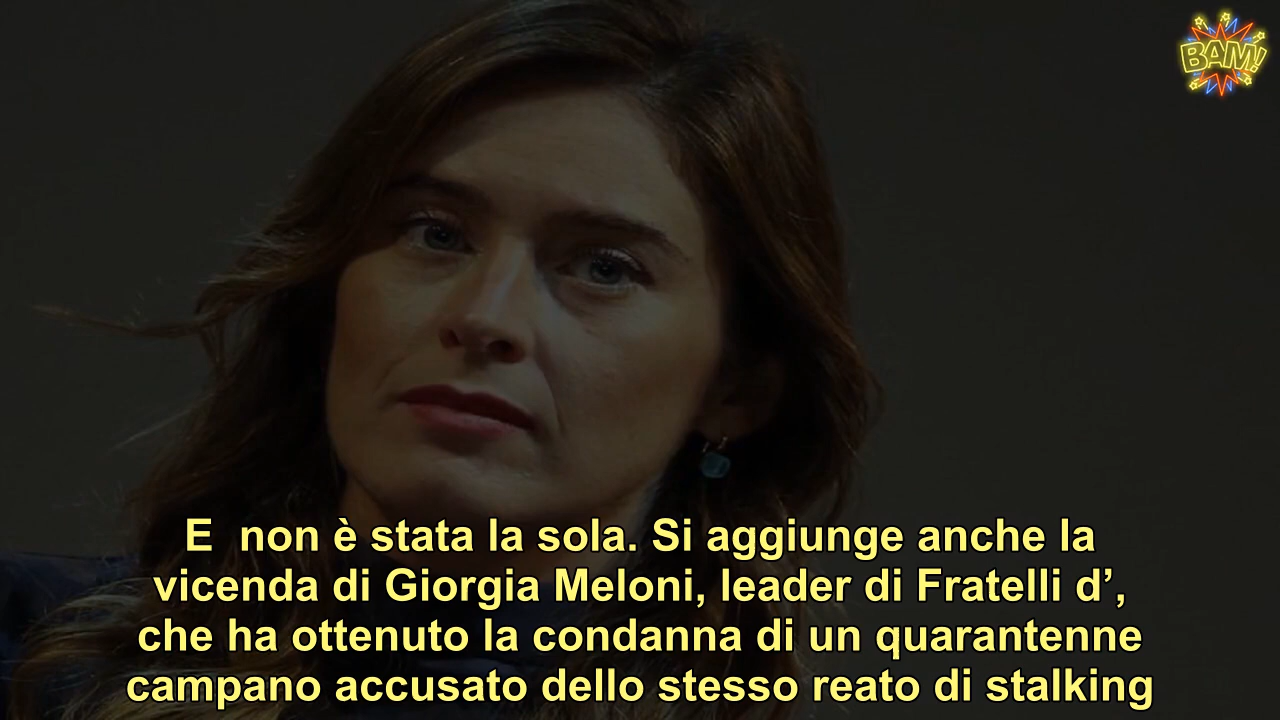 BAM!
E  non è stata la sola. Si aggiunge anche la
vicenda di Giorgia Meloni, leader di Fratelli d’,
che ha ottenuto la condanna di un quarantenne
campano accusato dello stesso reato di stalking